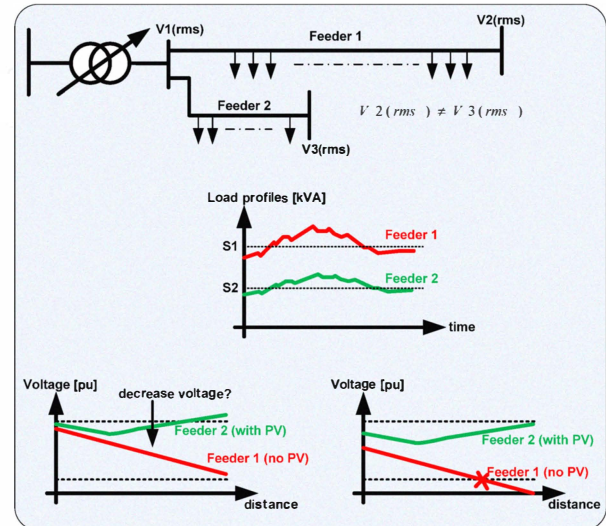 V1(rms)
Feeder 1
V2(rms)
Feeder 2
V 2 ( rms ) ≠ V 3 ( rms )
V3(rms)
Load profiles [kVA]
S1
Feeder 1
S2
Feeder 2
time
Voltage [pu]
decrease voltage?
Feeder 2 (with PV)
Feeder 1 (no PV)
distance
Voltage [pu]
Feeder 2 (with PV)
Feeder 1 (no PV)
distance